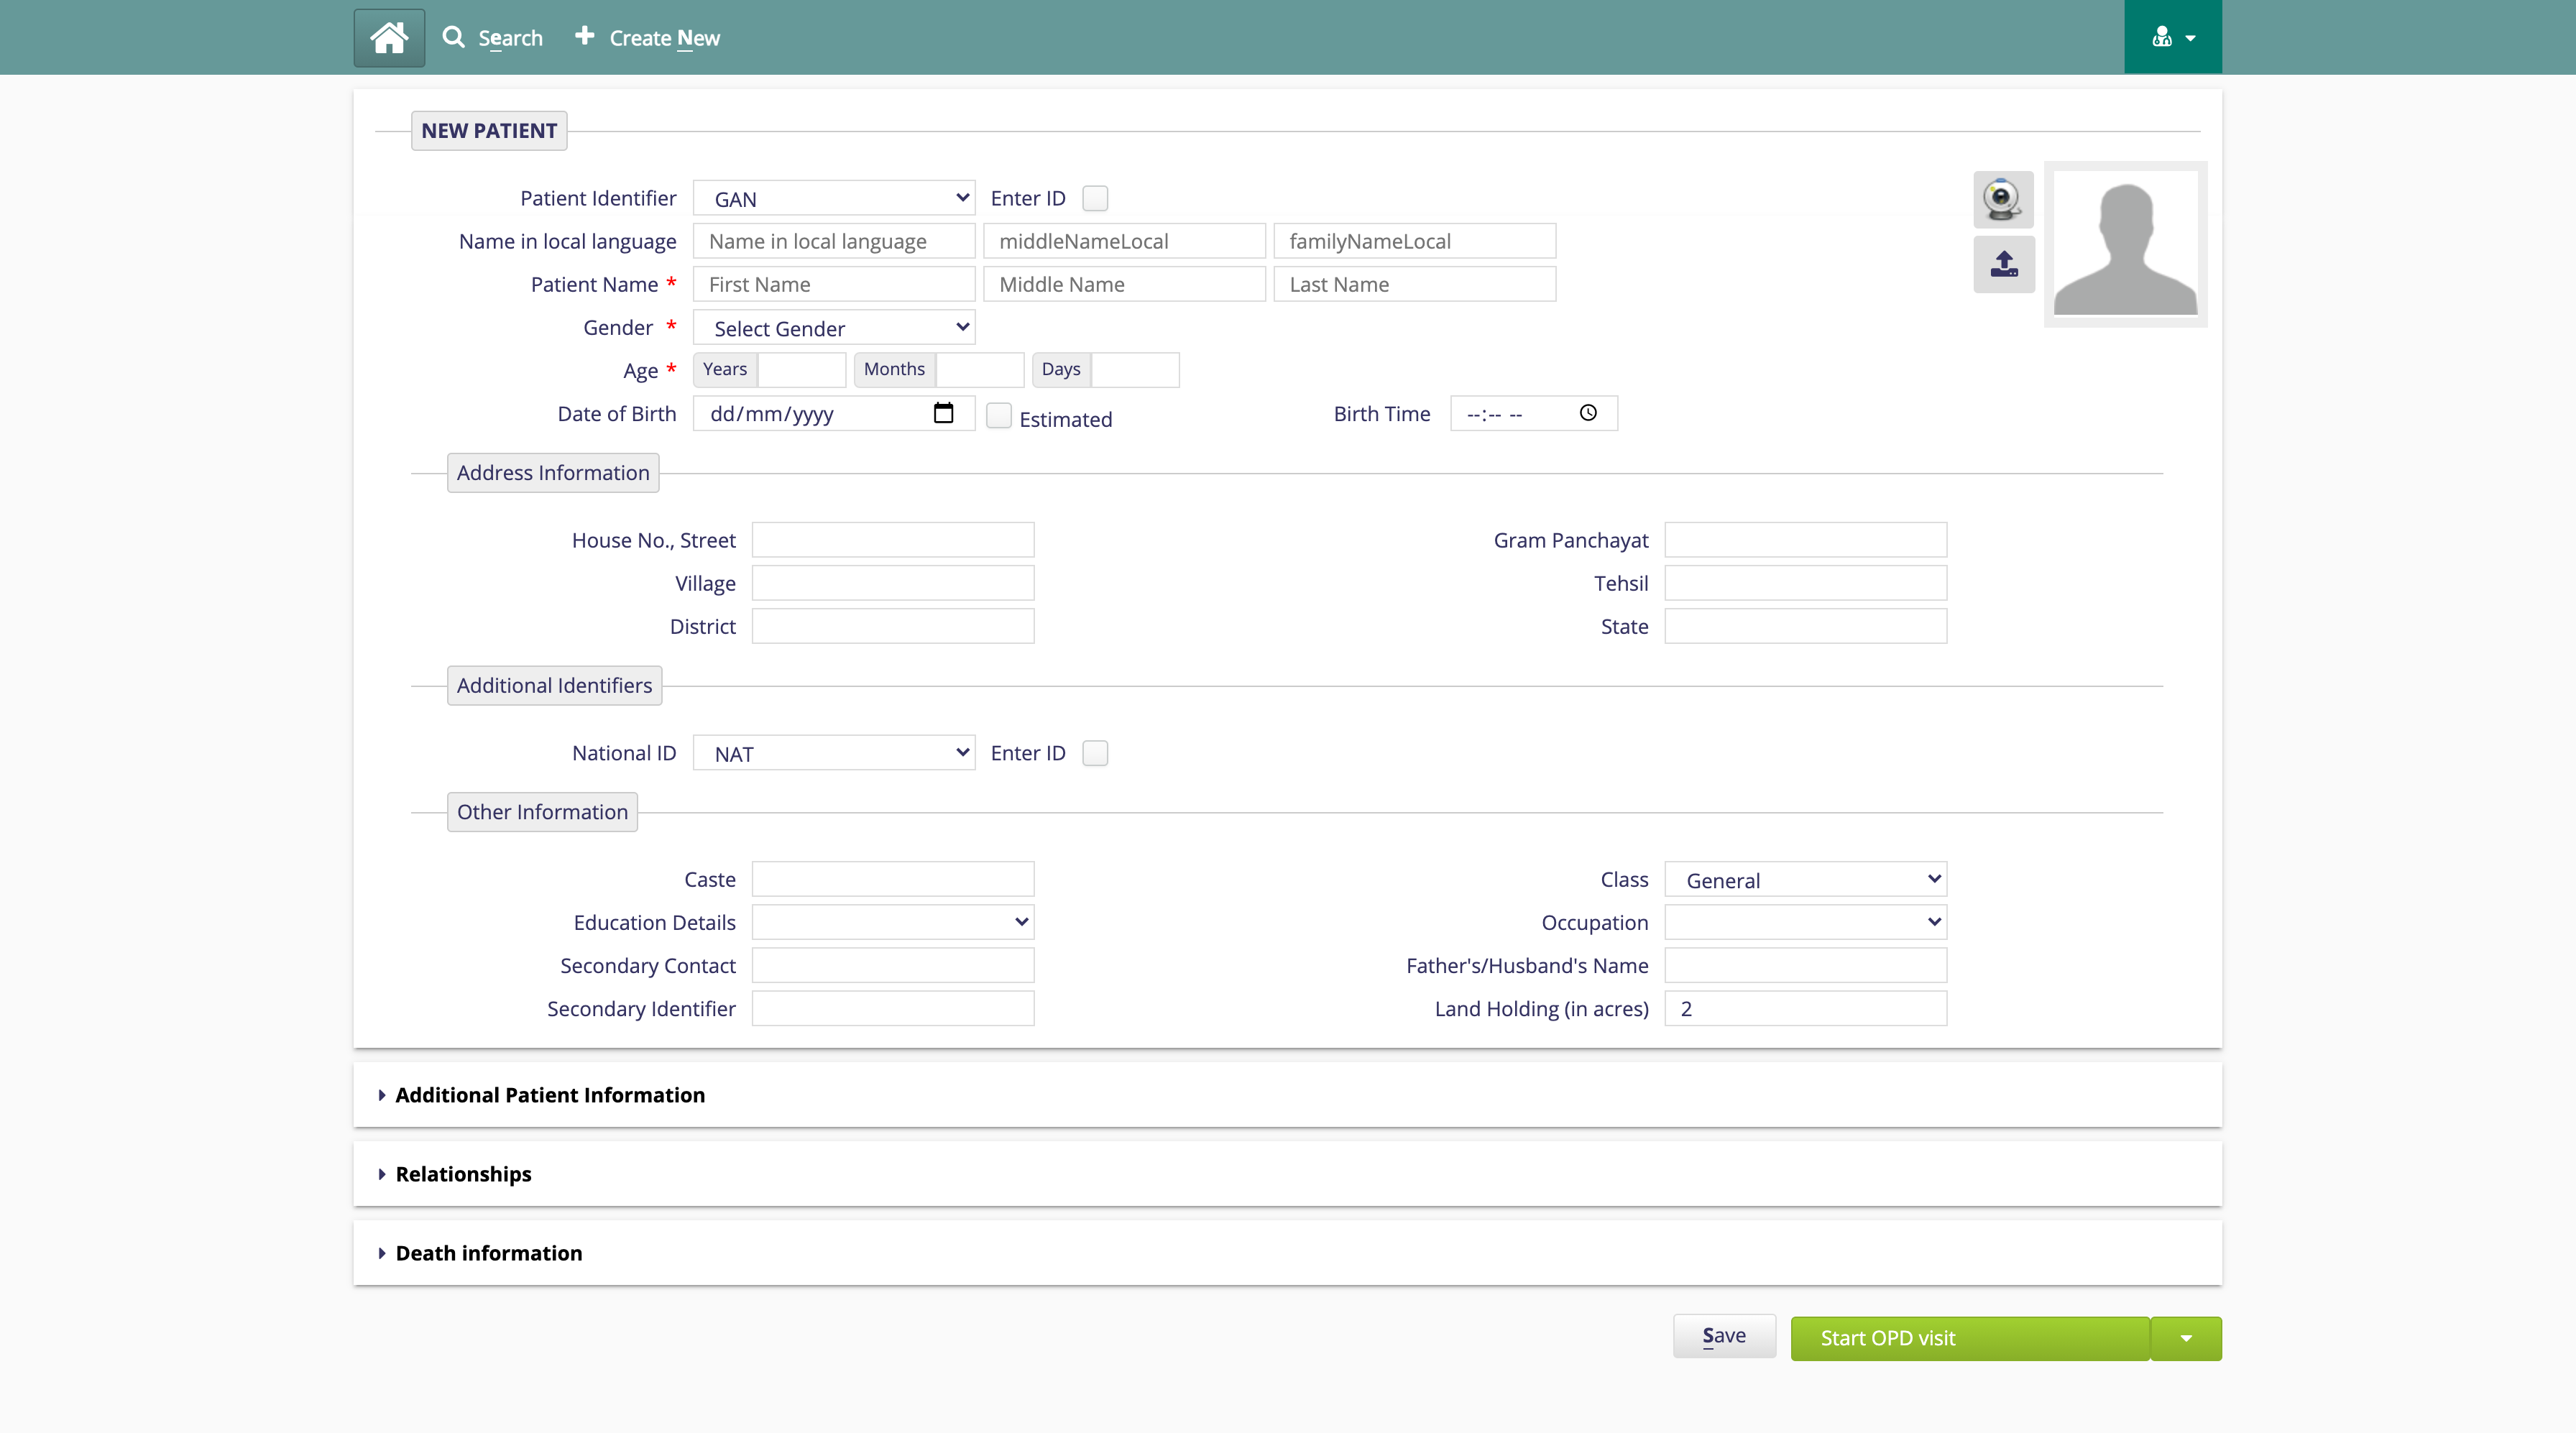 Search Create New
NEW PATIENT
Patient Identifier GAN Enter ID
Name in local language Name in local language middleNameLocal familyNameLocal
Patient Name * First Name Middle Name Last Name
Gender * Select Gender
Age * Years Months Days
Date of Birth dd/mm/yyyy Estimated Birth Time --:-- --
Address Information
House No., Street Gram Panchayat
Village Tehsil
District State
Additional Identifiers
National ID NAT Enter ID
Other Information
Caste Class General
Education Details Occupation
Secondary Contact Father's/Husband's Name
Secondary Identifier Land Holding (in acres) 2
Additional Patient Information
Relationships
Death information
Save Start OPD visit